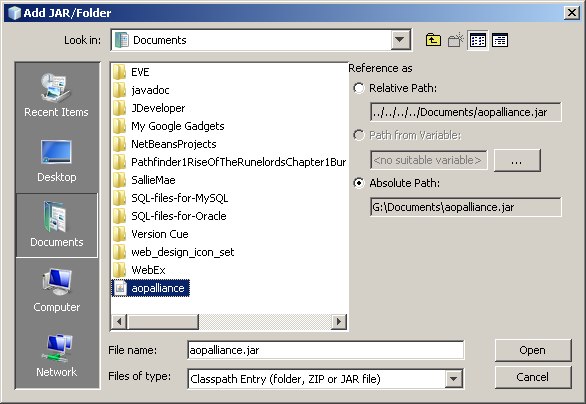 Add JAR/Folder
Look in:
Documents
Recent Items
Desktop
Documents
Computer
Network
EVE
javadoc
JDeveloper
My Google Gadgets
NetBeansProjects
Pathfinder1RiseOfTheRunelordsChapter1Bur
SallieMae
SQL-files-for-MySQL
SQL-files-for-Oracle
Version Cue
web_design_icon_set
WebEx
aopalliance
Reference as
Relative Path:
../../../../Documents/aopalliance.jar
Path from Variable:
<no suitable variable>
...
Absolute Path:
G:\Documents\aopalliance.jar
File name:
aopalliance.jar
Open
Files of type:
Classpath Entry (folder, ZIP or JAR file)
Cancel